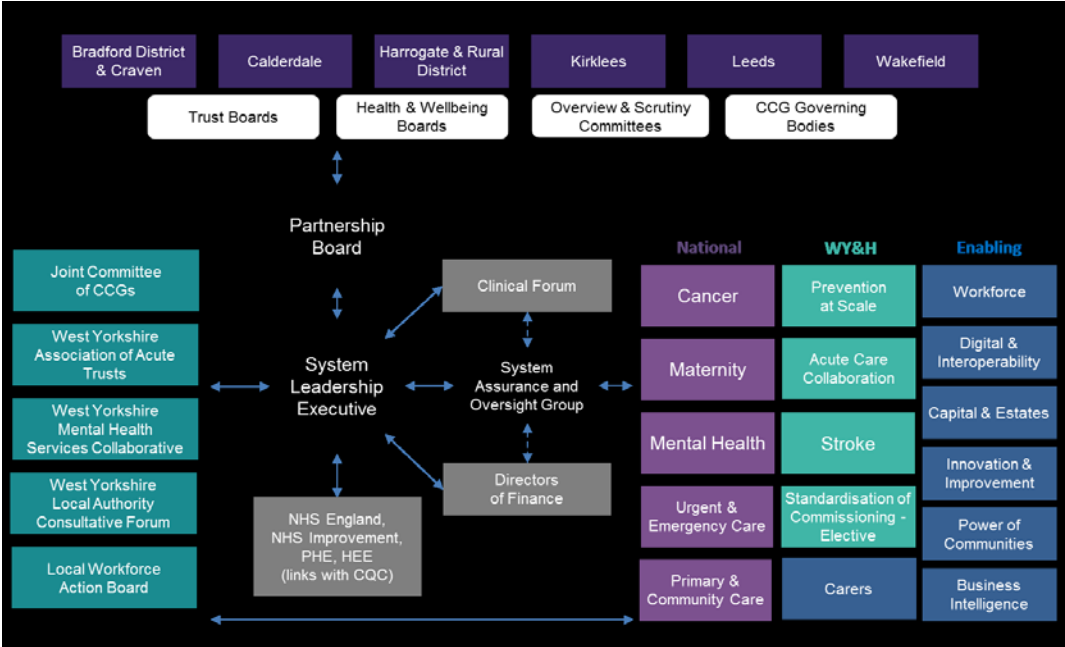 Bradford District
& Craven
Calderdale
Harrogate & Rural
District
Kirklees
Leeds
Wakefield
Trust Boards
Health & Wellbeing
Boards
Overview & Scrutiny
Committees
CCG Governing
Bodies
Partnership
Board
Joint Committee
of CCGs
West Yorkshire
Association of Acute
Trusts
West Yorkshire
Mental Health
Services Collaborative
West Yorkshire
Local Authority
Consultative Forum
Local Workforce
Action Board
System
Leadership
Executive
NHS England,
NHS Improvement,
PHE, HEE
(links with CQC)
Clinical Forum
System
Assurance and
Oversight Group
Directors
of Finance
National
Cancer
Maternity
Mental Health
Urgent &
Emergency Care
Primary &
Community Care
WY&H
Prevention
at Scale
Acute Care
Collaboration
Stroke
Standardisation of
Commissioning -
Elective
Carers
Enabling
Workforce
Digital &
Interoperability
Capital & Estates
Innovation &
Improvement
Power of
Communities
Business
Intelligence